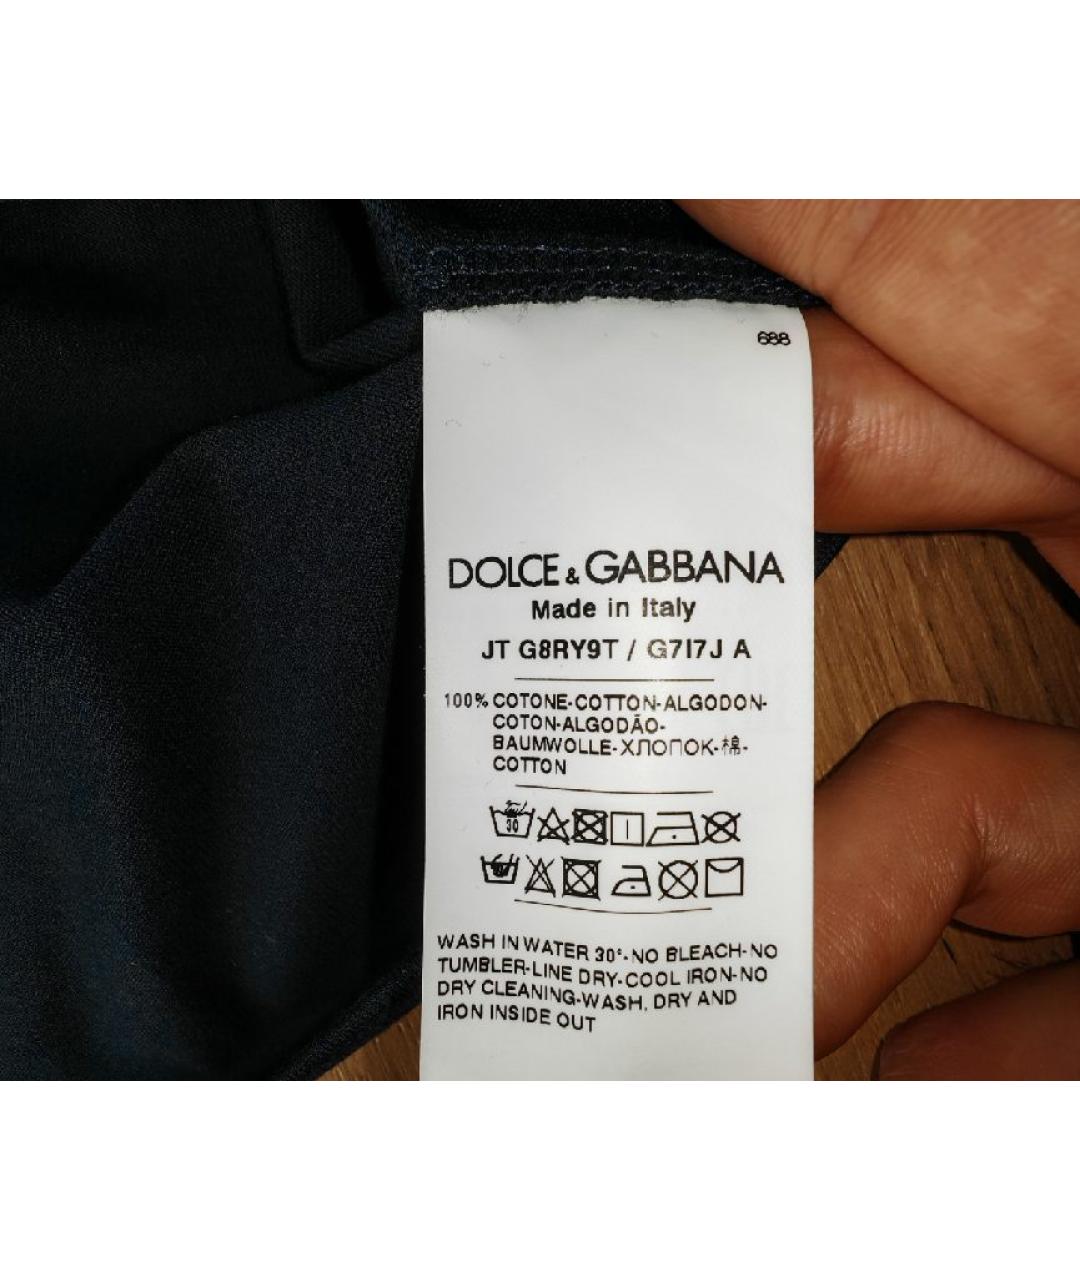 688
DOLCE & GABBANA
Made in Italy
JT G8RY9T / G7I7J A
100% COTONE-COTTON-ALGODON-
COTON-ALGODÃO-
BAUMWOLLE-ХЛОПОК-棉-
COTTON
30
WASH IN WATER 30°-NO BLEACH-NO
TUMBLER-LINE DRY-COOL IRON-NO
DRY CLEANING-WASH, DRY AND
IRON INSIDE OUT